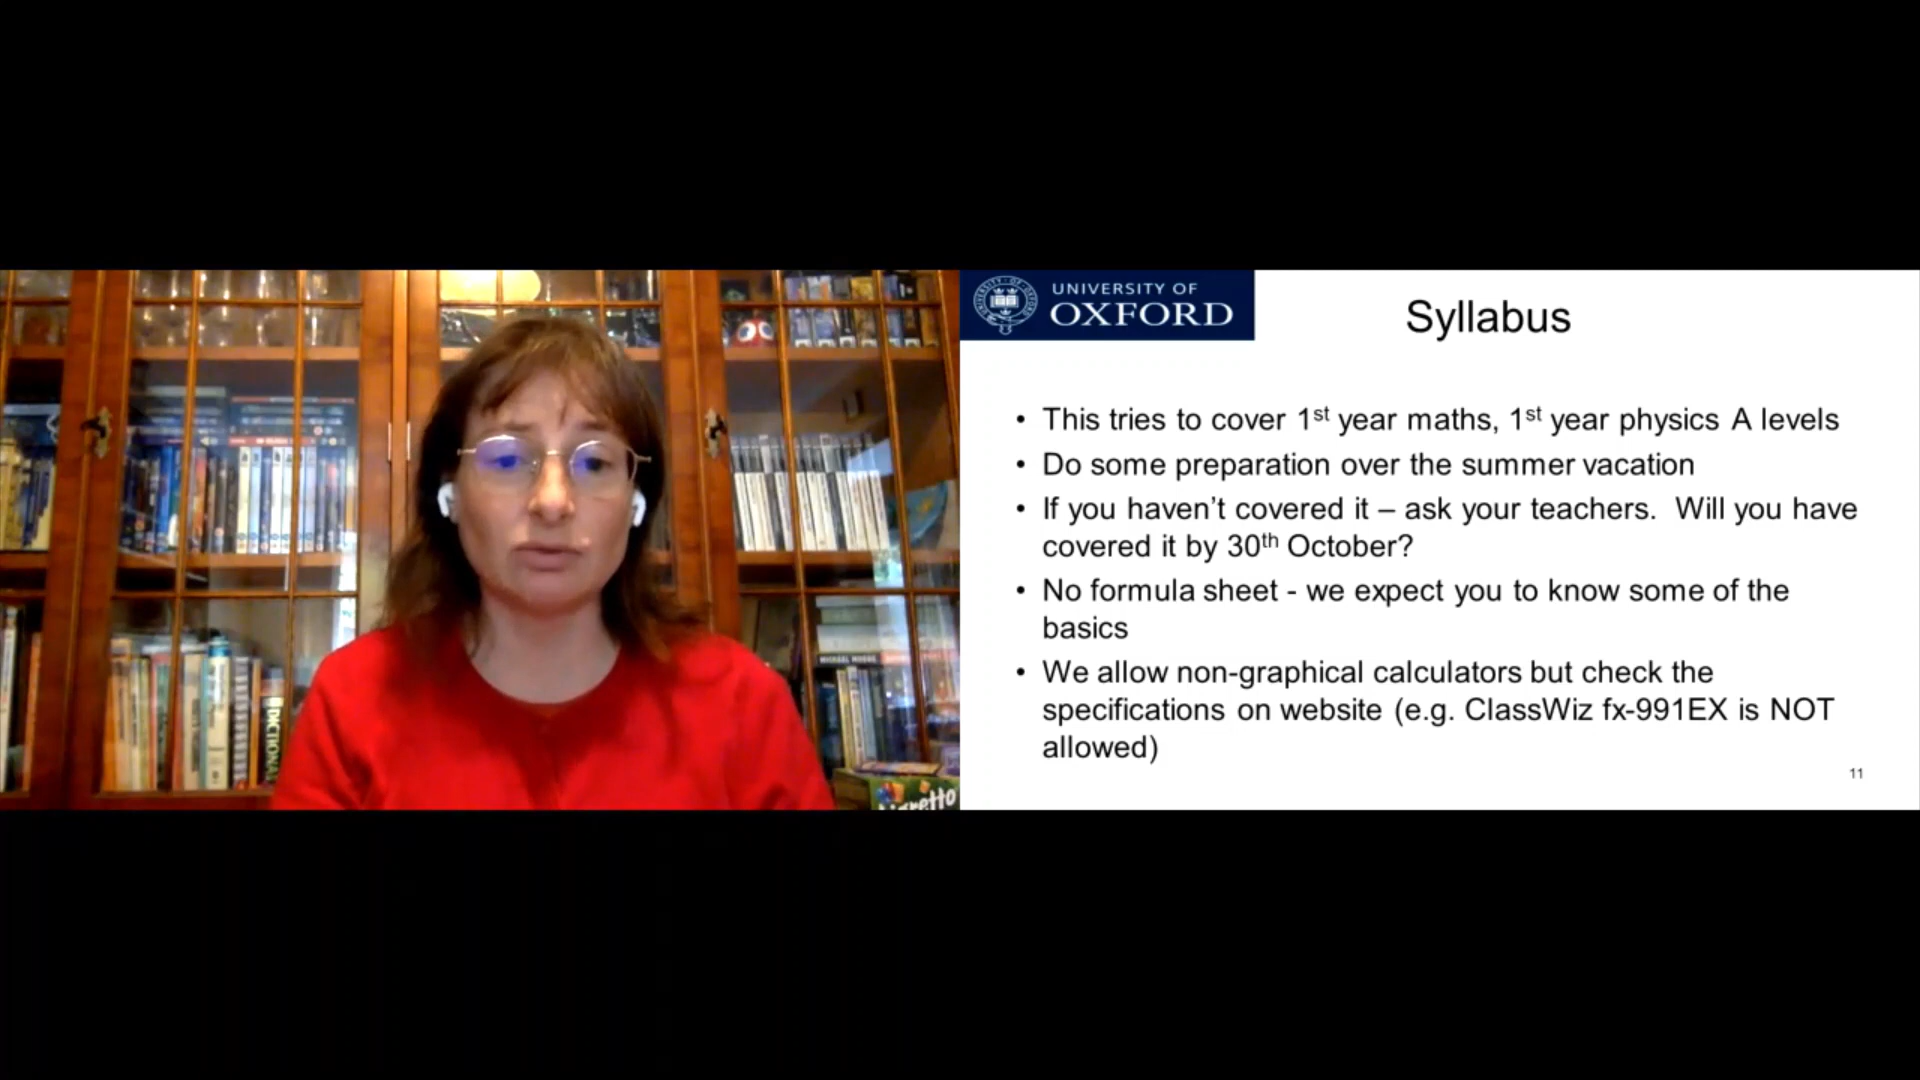 UNIVERSITY OF
OXFORD
Syllabus
• This tries to cover 1st year maths, 1st year physics A levels
• Do some preparation over the summer vacation
• If you haven’t covered it – ask your teachers. Will you have
covered it by 30th October?
• No formula sheet - we expect you to know some of the
basics
• We allow non-graphical calculators but check the
specifications on website (e.g. ClassWiz fx-991EX is NOT
allowed)
11